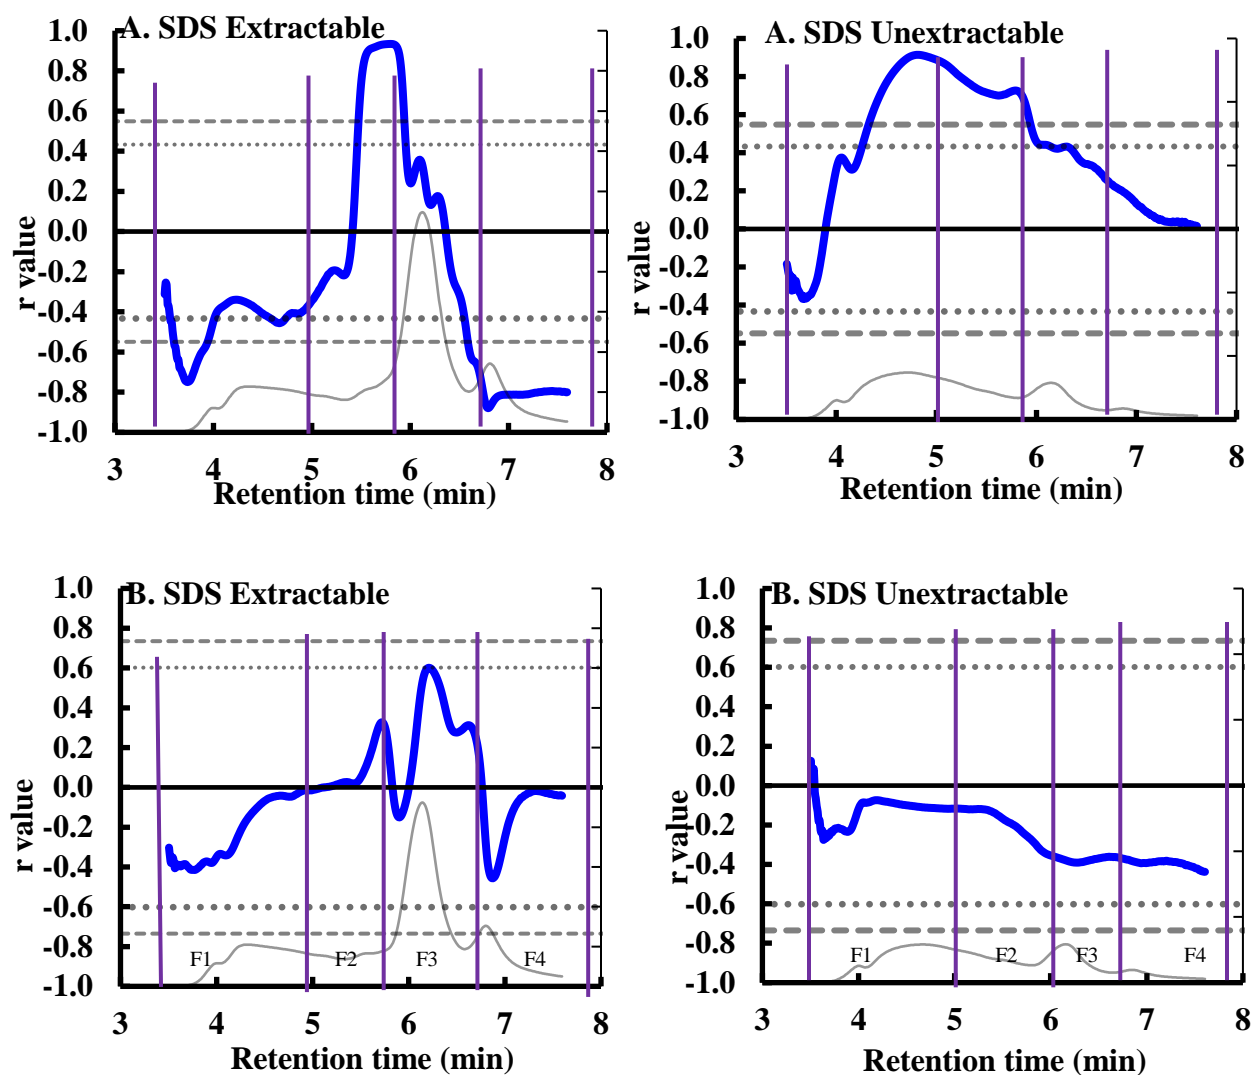 A. SDS Extractable
1.0
0.8
0.6
0.4
0.2
0.0
-0.2
-0.4
-0.6
-0.8
-1.0
r value
3 4 5 6 7 8
Retention time (min)
A. SDS Unextractable
1.0
0.8
0.6
0.4
0.2
0.0
-0.2
-0.4
-0.6
-0.8
-1.0
r value
3 4 5 6 7 8
Retention time (min)
B. SDS Extractable
1.0
0.8
0.6
0.4
0.2
0.0
-0.2
-0.4
-0.6
-0.8
-1.0
r value
F1 F2 F3 F4
3 4 5 6 7 8
Retention time (min)
B. SDS Unextractable
1.0
0.8
0.6
0.4
0.2
0.0
-0.2
-0.4
-0.6
-0.8
-1.0
r value
F1 F2 F3 F4
3 4 5 6 7 8
Retention time (min)